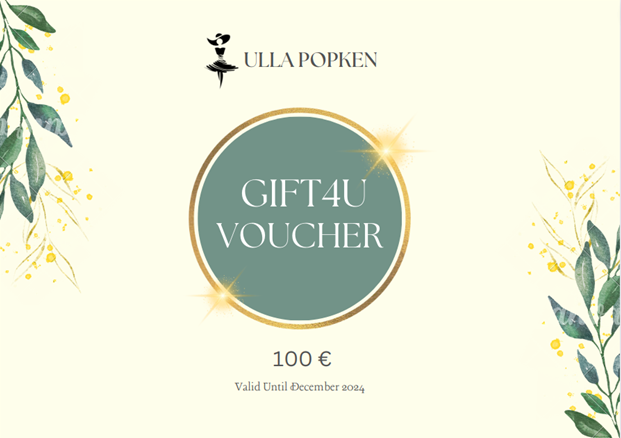 ULLA POPKEN
GIFT4U
VOUCHER
100 €
Valid Until December 2024